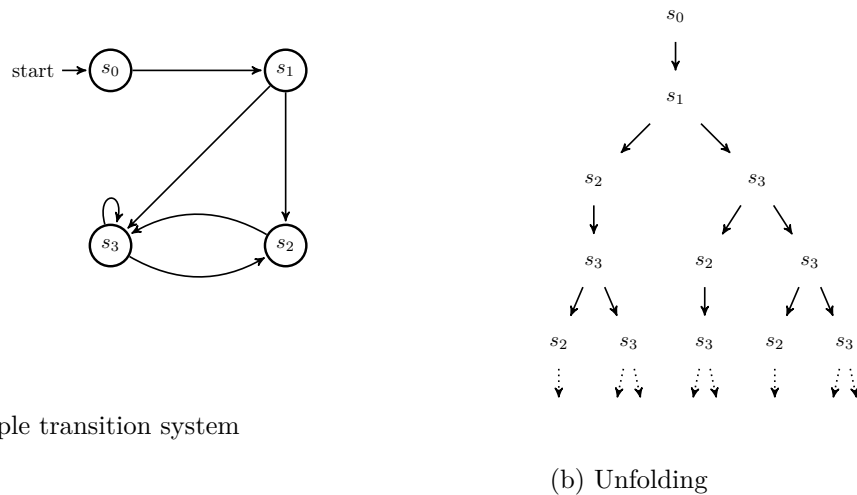 start s₀ s₁
s₃ s₂
s₀
s₁
s₂ s₃
s₃ s₂ s₃
s₂ s₃ s₃ s₂ s₃
transition system
(b) Unfolding